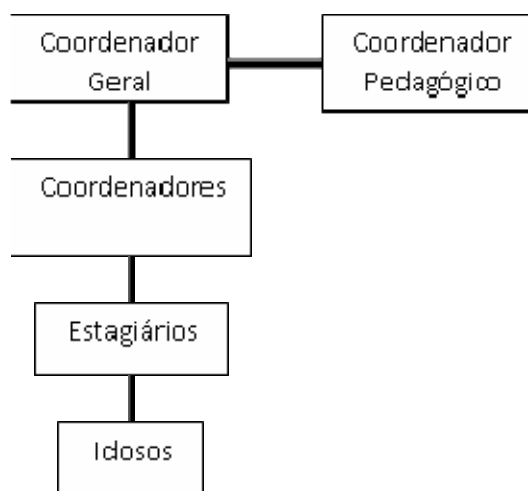 Coordenador
Geral
Coordenador
Pedagógico
Coordenadores
Estagiários
Idosos